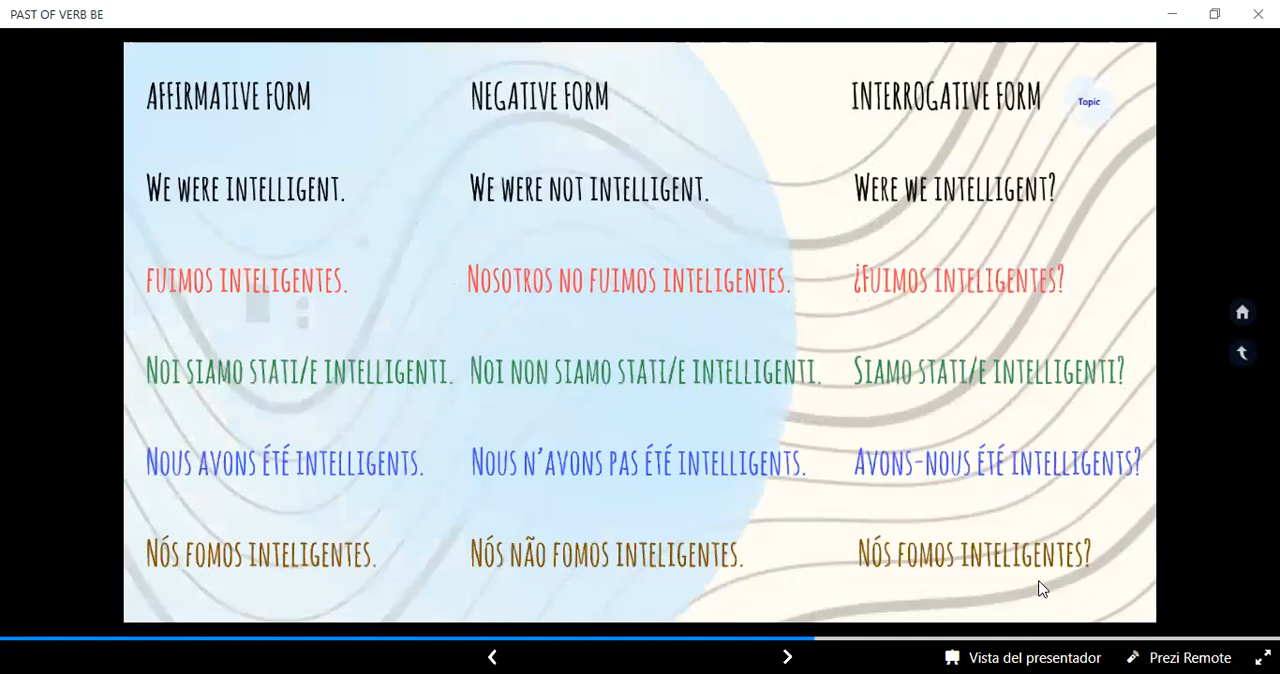 PAST OF VERB BE
AFFIRMATIVE FORM NEGATIVE FORM INTERROGATIVE FORM Topic
WE WERE INTELLIGENT. WE WERE NOT INTELLIGENT. WERE WE INTELLIGENT?
FUIMOS INTELIGENTES. NOSOTROS NO FUIMOS INTELIGENTES. ¿FUIMOS INTELIGENTES?
NOI SIAMO STATI/E INTELLIGENTI. NOI NON SIAMO STATI/E INTELLIGENTI. SIAMO STATI/E INTELLIGENTI?
NOUS AVONS ÉTÉ INTELLIGENTS. NOUS N'AVONS PAS ÉTÉ INTELLIGENTS. AVONS-NOUS ÉTÉ INTELLIGENTS?
NÓS FOMOS INTELIGENTES. NÓS NÃO FOMOS INTELIGENTES. NÓS FOMOS INTELIGENTES?
Vista del presentador Prezi Remote